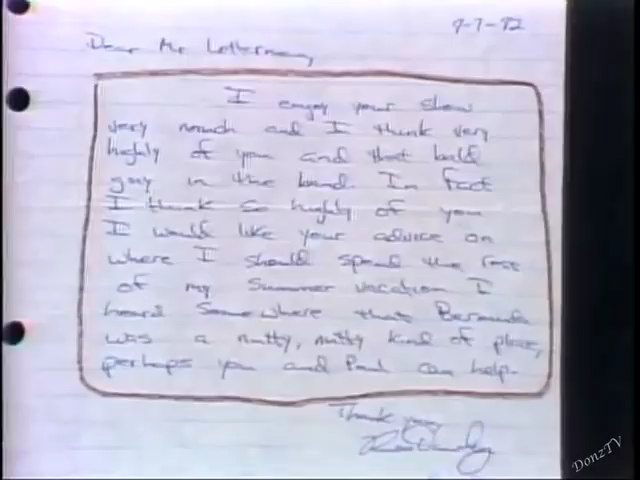 9-7-92
Dear Mr Letterman,
I enjoy your show
very much and I think very
highly of you and that bald
guy in the band. In fact
I think so highly of you
I would like your advice on
where I should spend the rest
of my Summer vacation I
heard Somewhere that Bermuda
was a nutty, nutty kind of place,
perhaps you and Paul can help.
Thank you
DonzTV